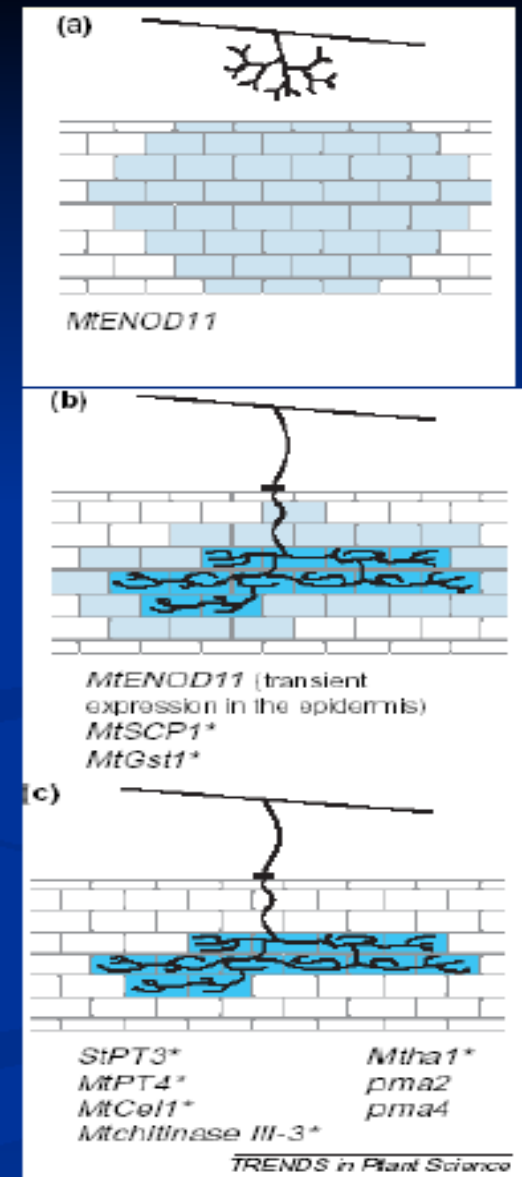 (a)
MtENOD11
(b)
MtENOD11 (transient
expression in the epidermis)
MtSCP1*
MtGst1*
(c)
StPT3* Mtha1*
MtPT4* pma2
MtCel1* pma4
Mtchitinase III-3*
TRENDS in Plant Science